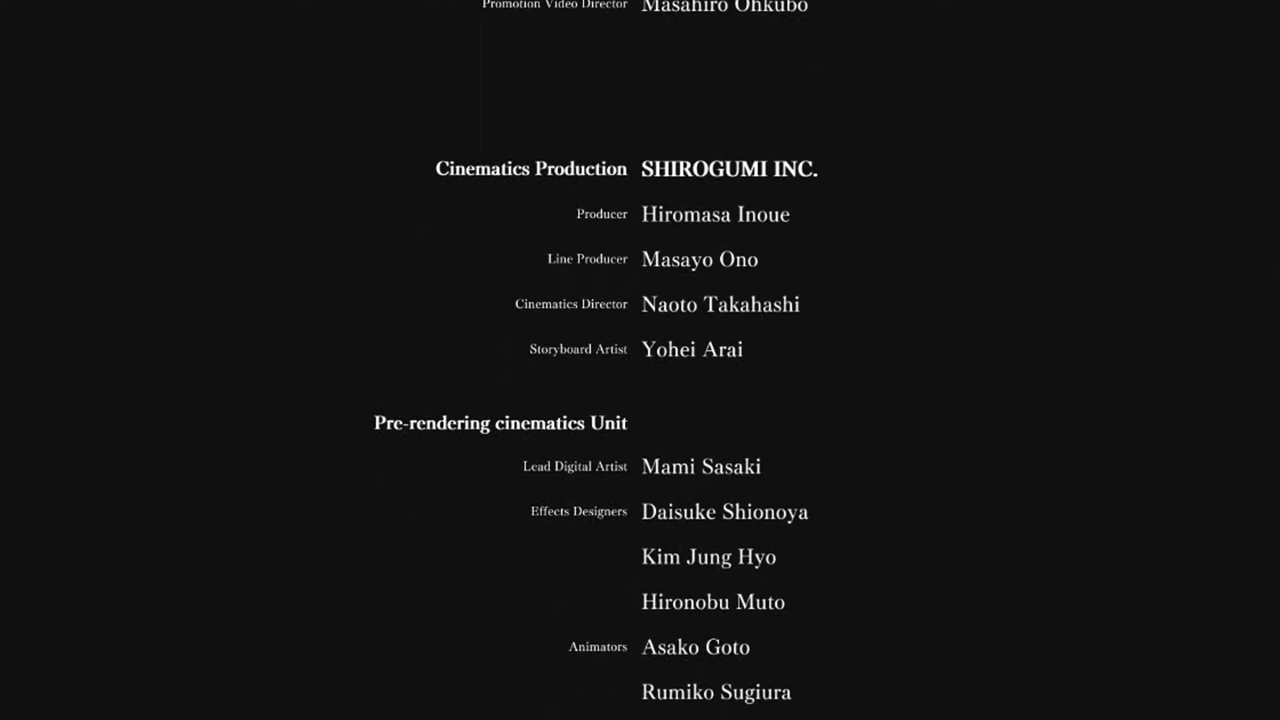 Promotion Video Director Masahiro Ohkubo
Cinematics Production SHIROGUMI INC.
Producer Hiromasa Inoue
Line Producer Masayo Ono
Cinematics Director Naoto Takahashi
Storyboard Artist Yohei Arai
Pre-rendering cinematics Unit
Lead Digital Artist Mami Sasaki
Effects Designers Daisuke Shionoya
Kim Jung Hyo
Hironobu Muto
Animators Asako Goto
Rumiko Sugiura